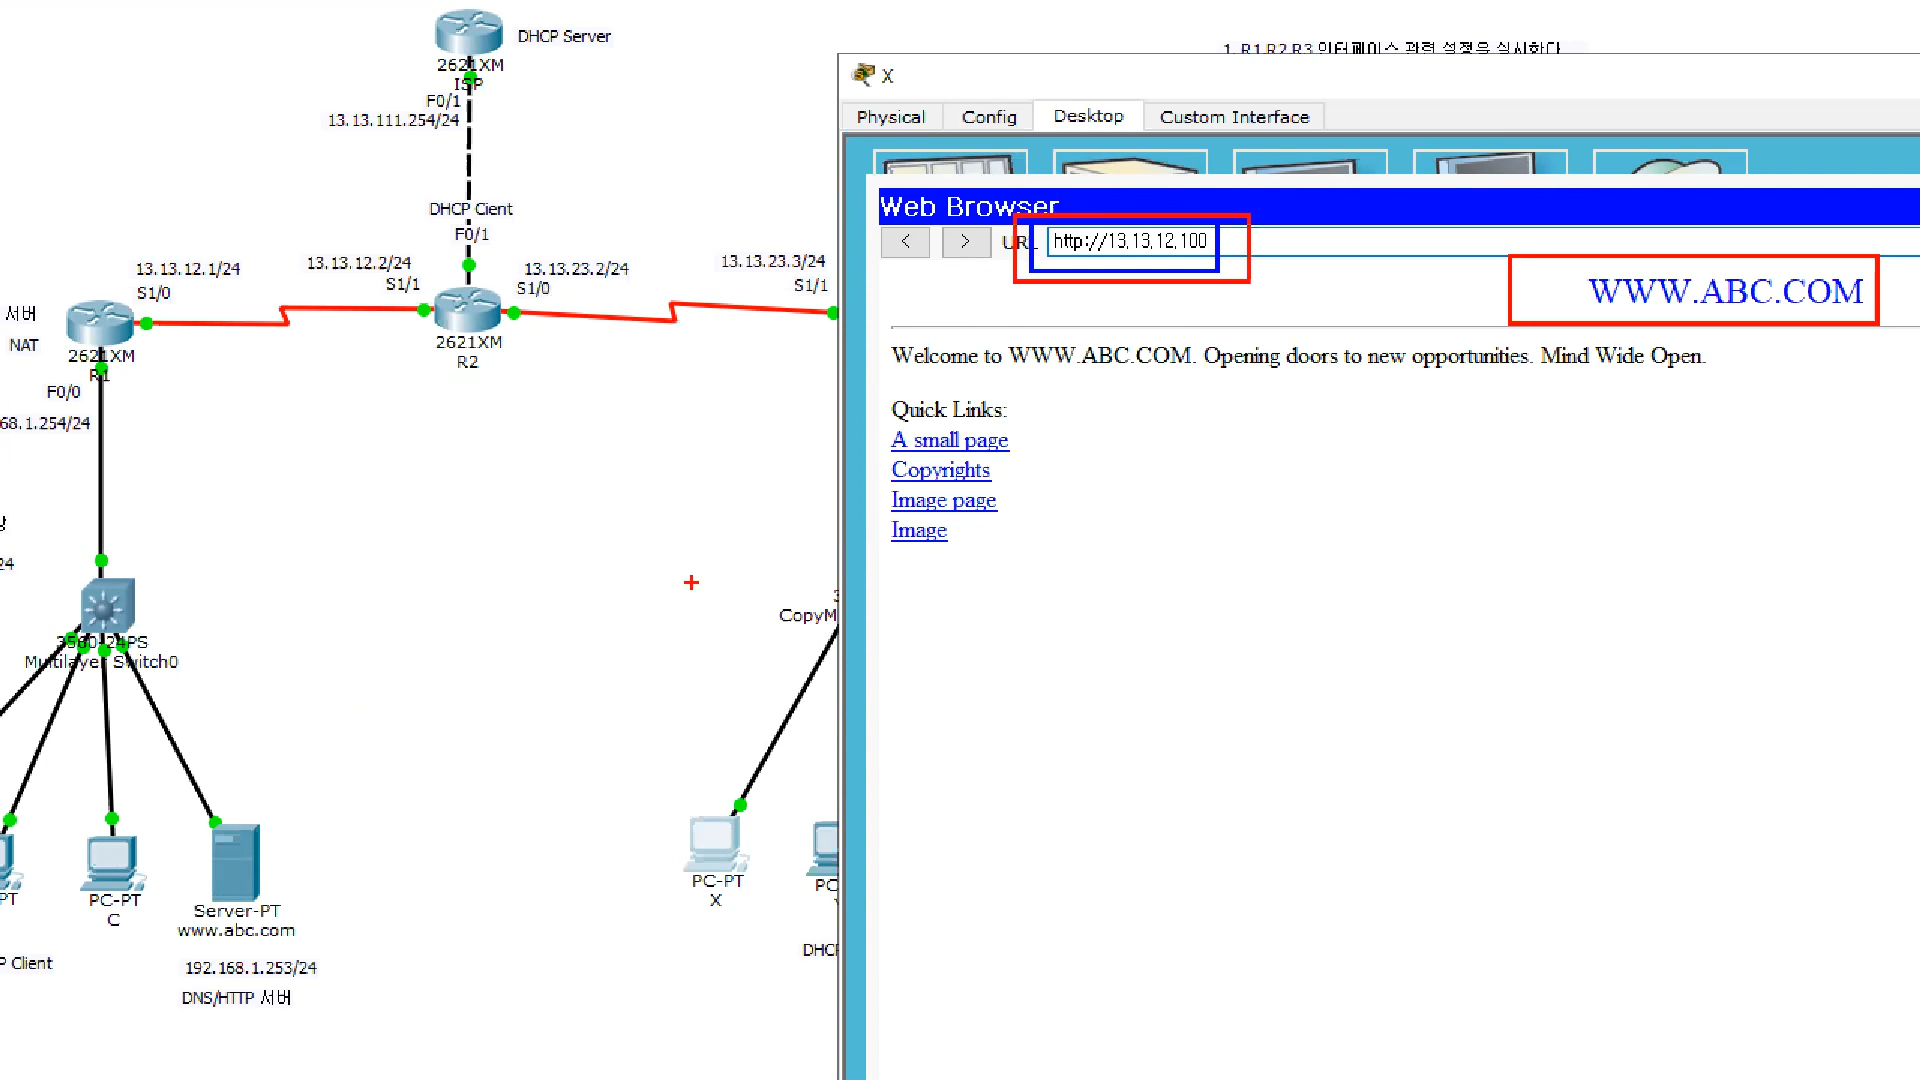 DHCP Server
2621XM
ISP
F0/1
13.13.111.254/24
DHCP Cient
F0/1
13.13.12.1/24
S1/0
13.13.12.2/24
S1/1
13.13.23.2/24
S1/0
13.13.23.3/24
S1/1
서버
NAT
2621XM
R1
F0/0
68.1.254/24
2621XM
R2
24
3560-24PS
Multilayer Switch0
PT
PC-PT
C
Server-PT
www.abc.com
P Client
192.168.1.253/24
DNS/HTTP 서버
CopyM
PC-PT
X
PC
DHCP
1. R1 R2 R3 인터페이스 관련 설정을 실시한다
X
Physical
Config
Desktop
Custom Interface
Web Browser
<
>
URL
http://13.13.12.100
WWW.ABC.COM
Welcome to WWW.ABC.COM. Opening doors to new opportunities. Mind Wide Open.
Quick Links:
A small page
Copyrights
Image page
Image